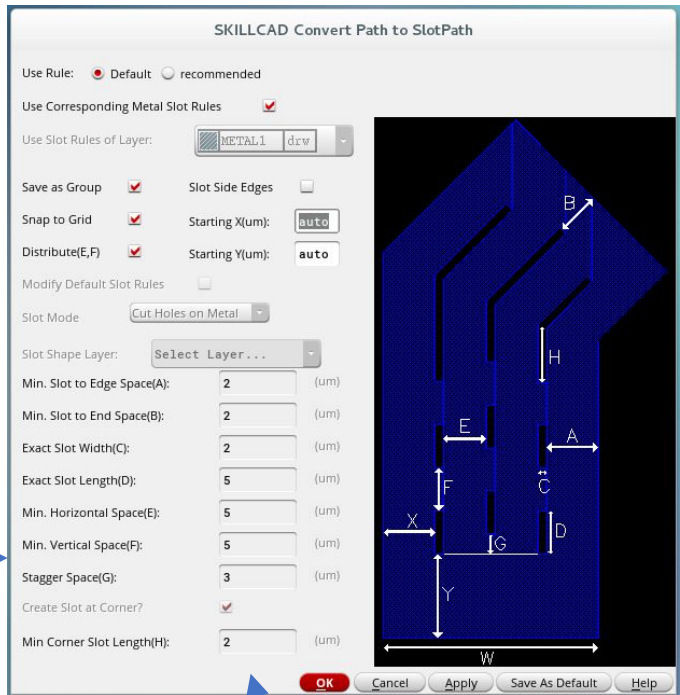 SKILLCAD Convert Path to SlotPath
Use Rule: Default recommended
Use Corresponding Metal Slot Rules
Use Slot Rules of Layer: METAL1 drw
Save as Group Slot Side Edges
Snap to Grid Starting X(um): auto
Distribute(E,F) Starting Y(um): auto
Modify Default Slot Rules
Slot Mode Cut Holes on Metal
Slot Shape Layer: Select Layer...
Min. Slot to Edge Space(A): 2 (um)
Min. Slot to End Space(B): 2 (um)
Exact Slot Width(C): 2 (um)
Exact Slot Length(D): 5 (um)
Min. Horizontal Space(E): 5 (um)
Min. Vertical Space(F): 5 (um)
Stagger Space(G): 3 (um)
Create Slot at Corner?
Min Corner Slot Length(H): 2 (um)
B
H
E
A
F
C
X
G
D
Y
W
OK Cancel Apply Save As Default Help